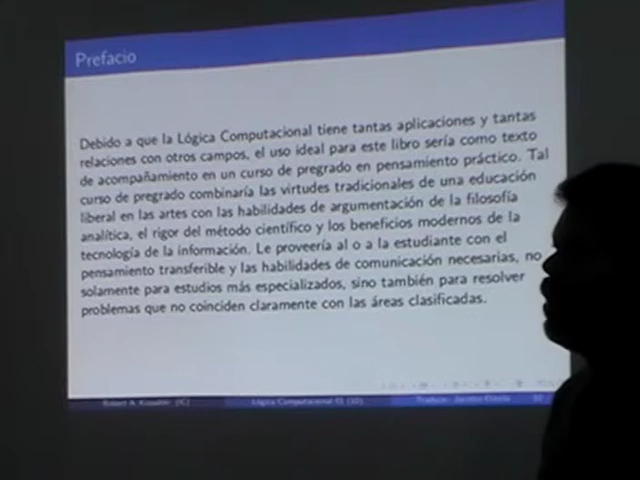 Prefacio
Debido a que la Lógica Computacional tiene tantas aplicaciones y tantas
relaciones con otros campos, el uso ideal para este libro sería como texto
de acompañamiento en un curso de pregrado en pensamiento práctico. Tal
curso de pregrado combinaría las virtudes tradicionales de una educación
liberal en las artes con las habilidades de argumentación de la filosofía
analítica, el rigor del método científico y los beneficios modernos de la
tecnología de la información. Le proveería al o a la estudiante con el
pensamiento transferible y las habilidades de comunicación necesarias, no
solamente para estudios más especializados, sino también para resolver
problemas que no coinciden claramente con las áreas clasificadas.
Robert A. Kowalski (IC) Lógica Computacional